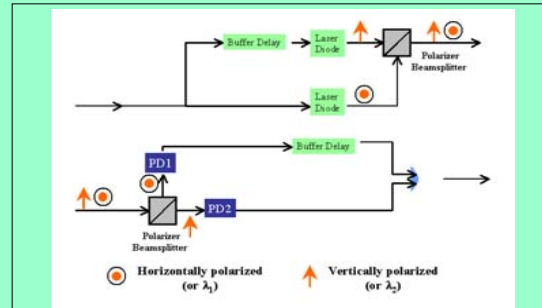 Buffer Delay
Laser
Diode
Polarizer
Beamsplitter
Laser
Diode
PD1
Buffer Delay
PD2
Polarizer
Beamsplitter
Horizontally polarized
(or λ₁)
Vertically polarized
(or λ₂)